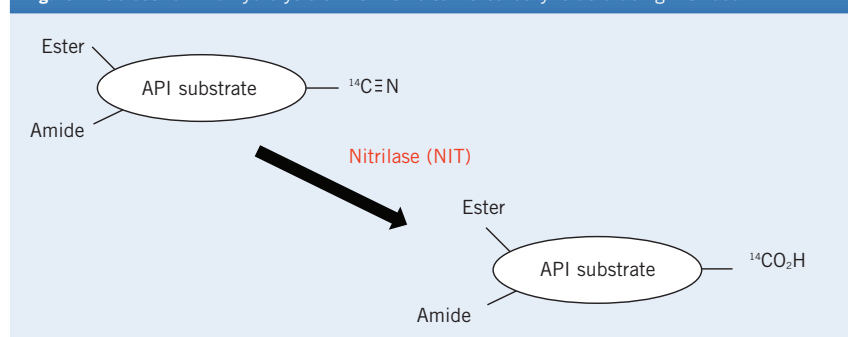 Ester
API substrate
¹⁴C≡N
Amide
Nitrilase (NIT)
Ester
API substrate
¹⁴CO₂H
Amide